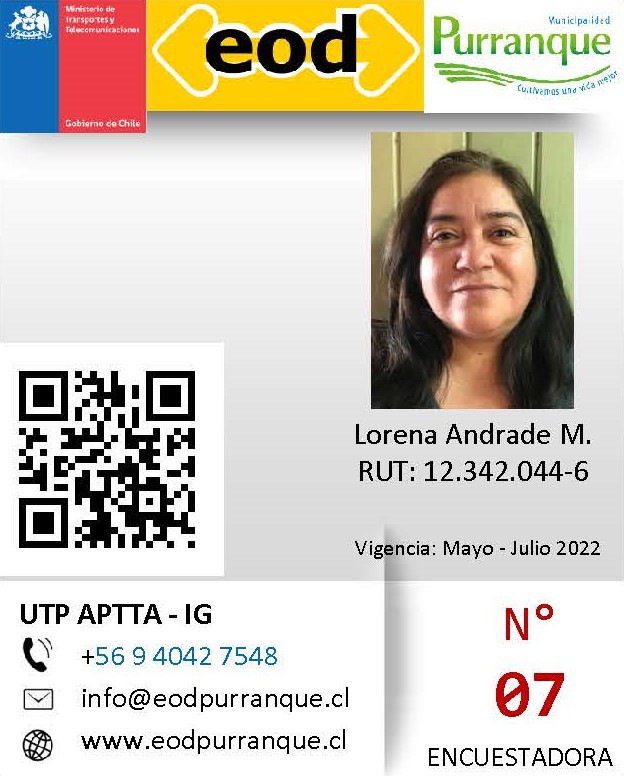 Ministerio de
Transportes y
Telecomunicaciones
Gobierno de Chile
eod
Municipalidad
Purranque
Cultivamos una vida mejor
Lorena Andrade M.
RUT: 12.342.044-6
Vigencia: Mayo - Julio 2022
UTP APTTA - IG
+56 9 4042 7548
info@eodpurranque.cl
www.eodpurranque.cl
N°
07
ENCUESTADORA